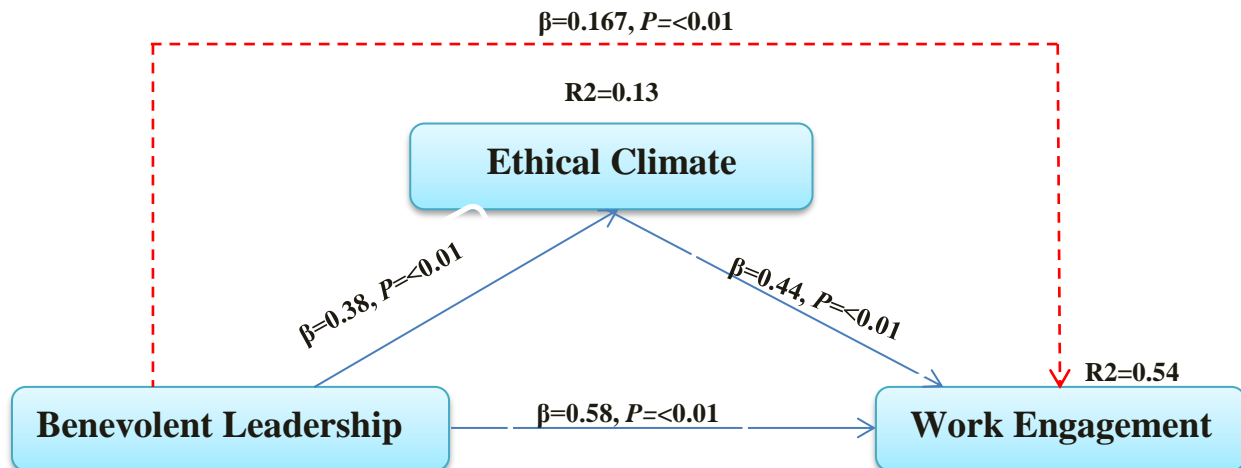 β=0.167, P=<0.01
R2=0.13
Ethical Climate
β=0.38, P=<0.01
β=0.44, P=<0.01
R2=0.54
Benevolent Leadership
β=0.58, P=<0.01
Work Engagement